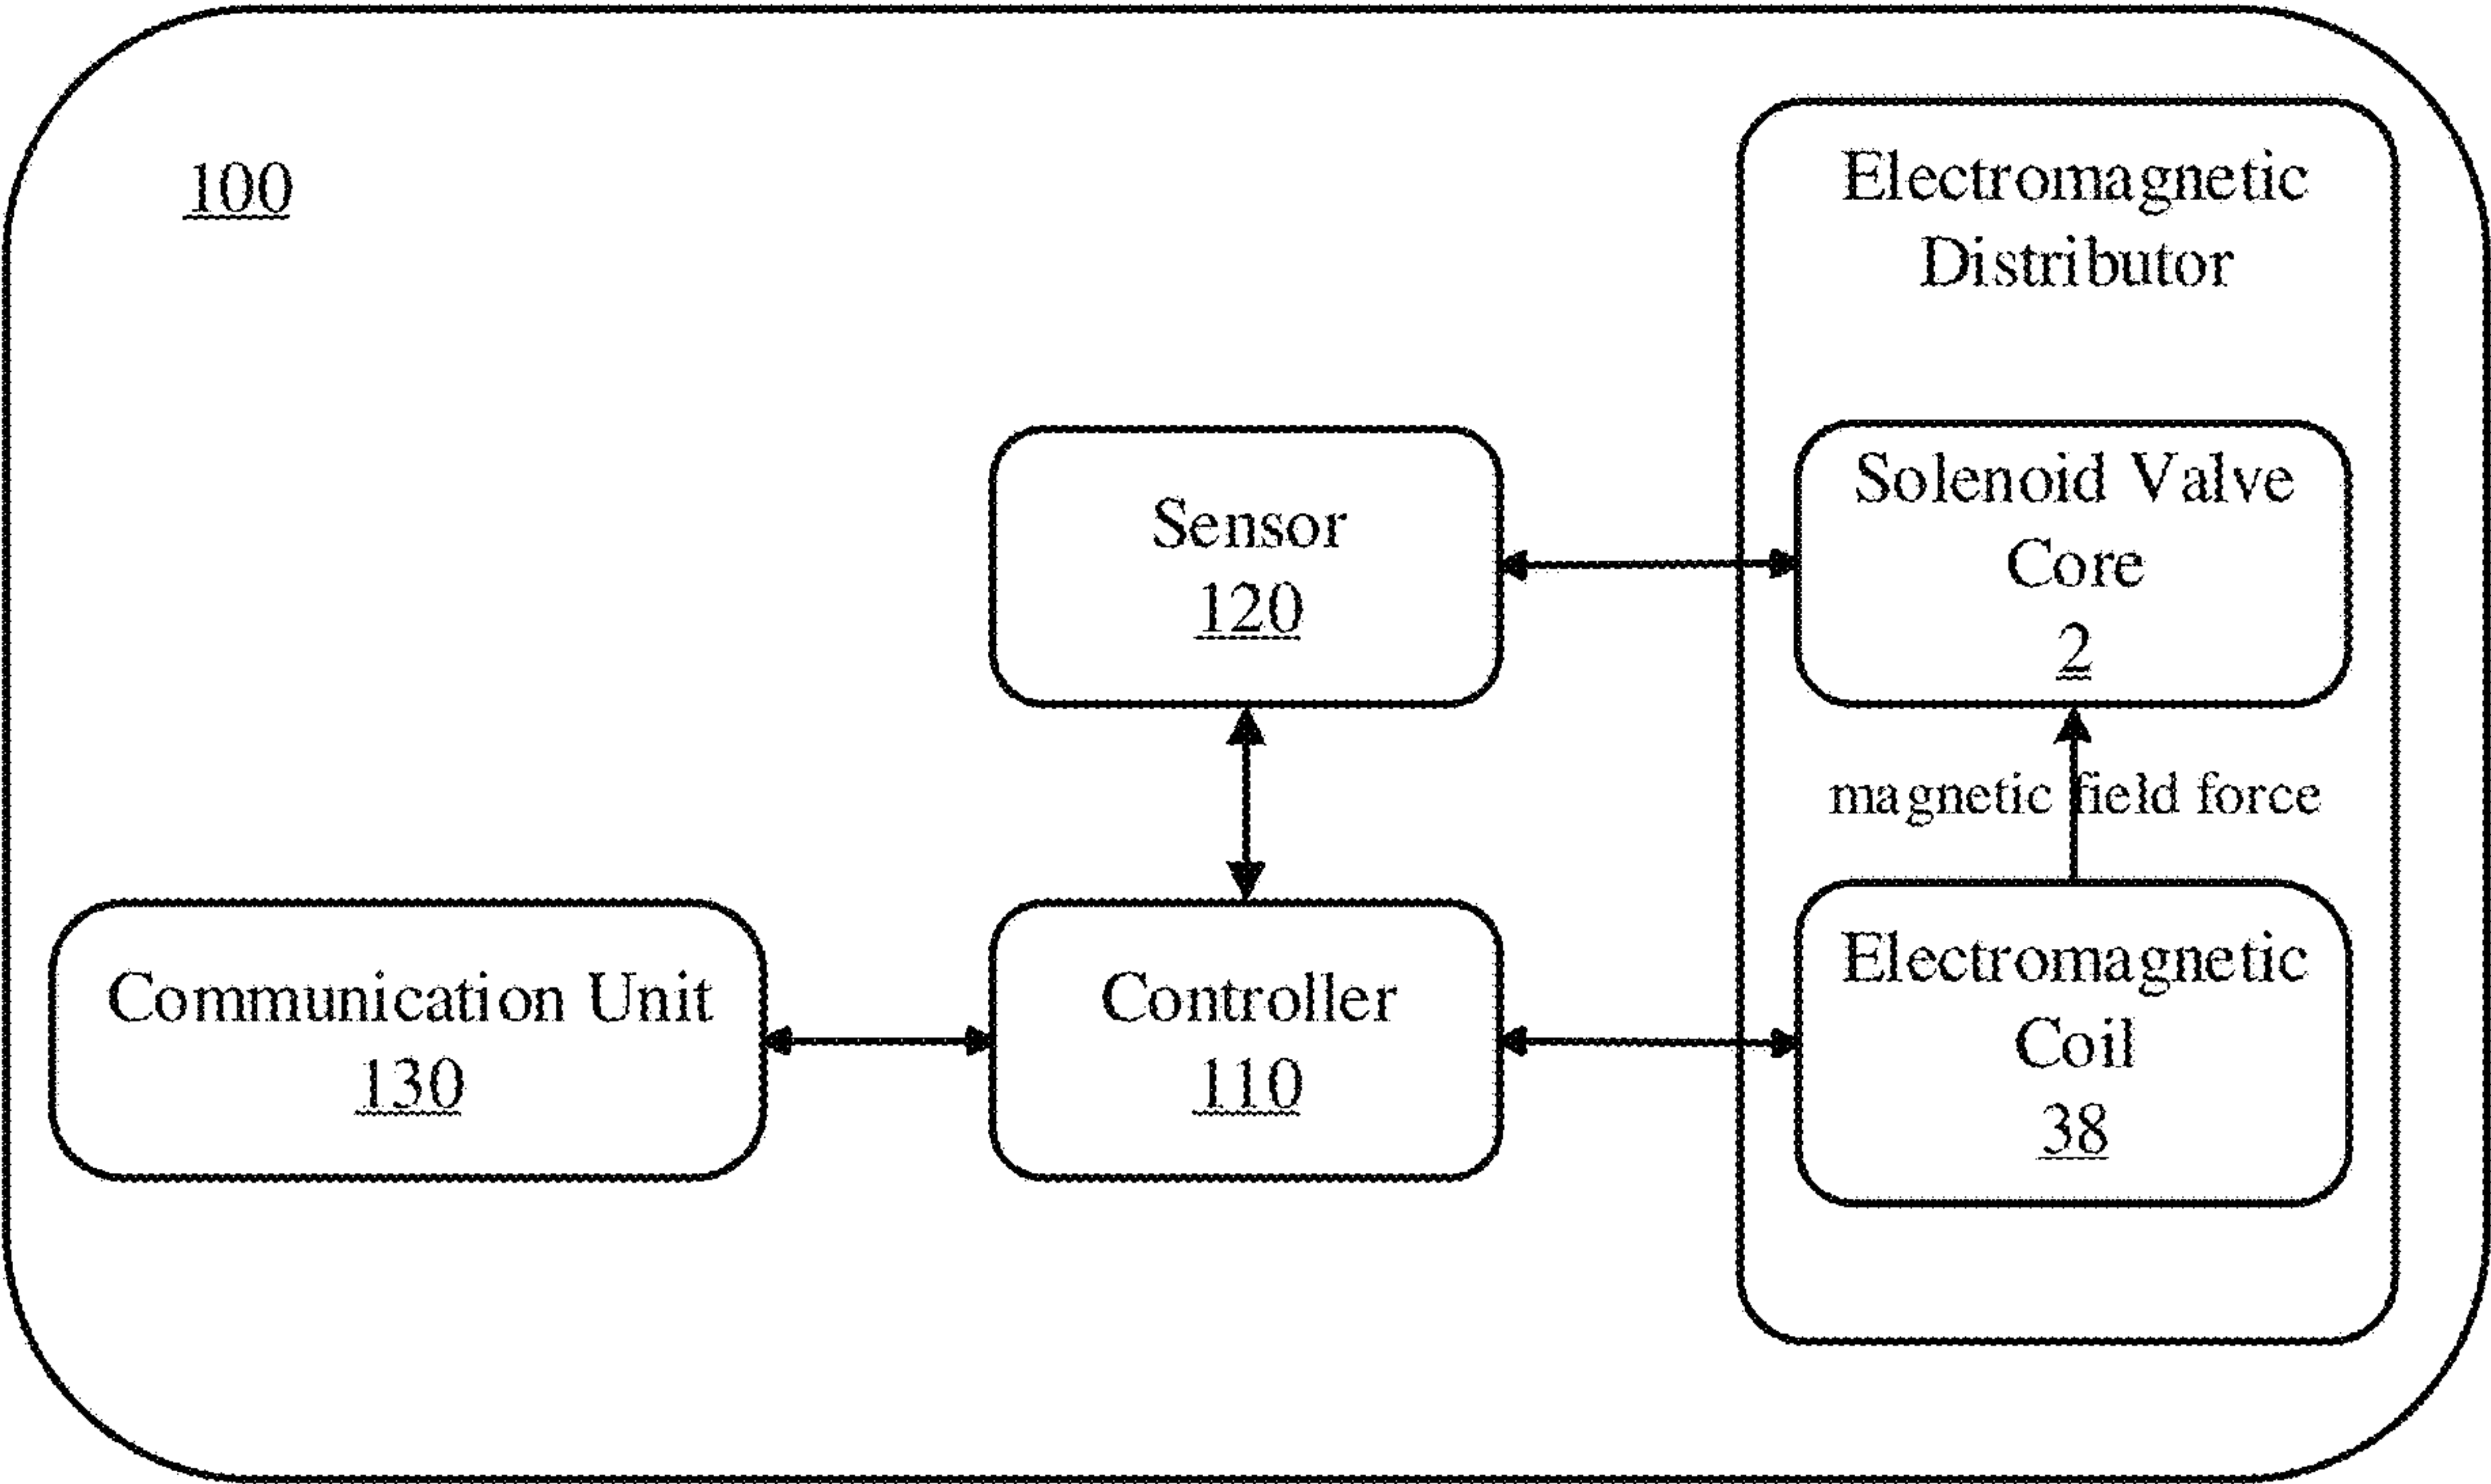 100
Electromagnetic
Distributor
Sensor
120
Solenoid Valve
Core
2
magnetic field force
Communication Unit
130
Controller
110
Electromagnetic
Coil
38